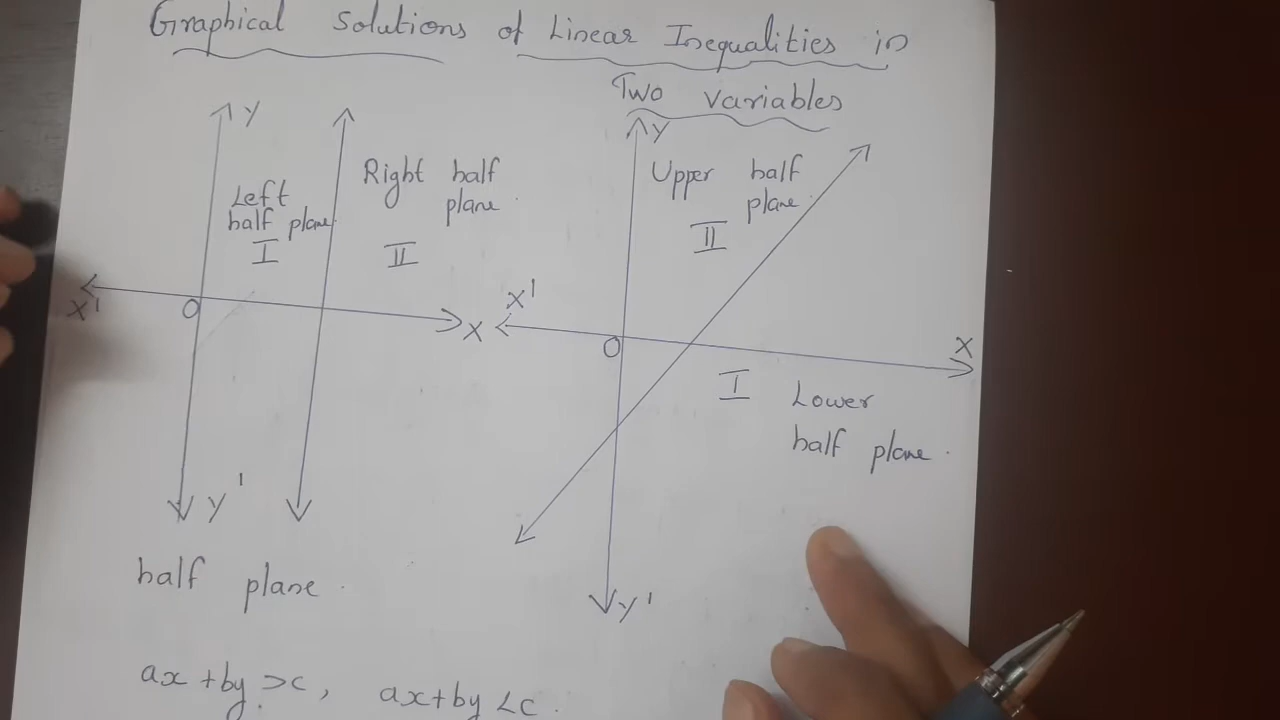 Graphical Solutions of Linear Inequalities in
Two Variables
Y
Left
half plane
I
Right half
plane.
II
X'
O
X
Y'
Y
Upper half
plane.
II
X'
O
X
I Lower
half plane.
Y'
half plane.
ax + by > c, ax + by < c.